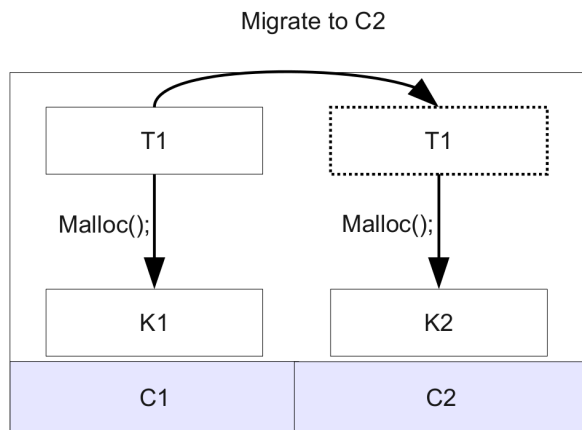 Migrate to C2
T1
T1
Malloc();
Malloc();
K1
K2
C1
C2